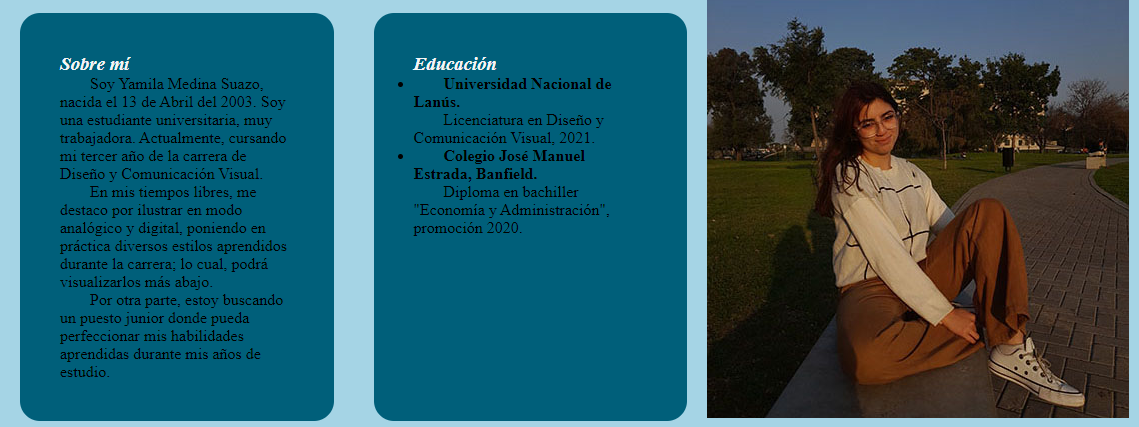 Sobre mí
Soy Yamila Medina Suazo,
nacida el 13 de Abril del 2003. Soy
una estudiante universitaria, muy
trabajadora. Actualmente, cursando
mi tercer año de la carrera de
Diseño y Comunicación Visual.
En mis tiempos libres, me
destaco por ilustrar en modo
analógico y digital, poniendo en
práctica diversos estilos aprendidos
durante la carrera; lo cual, podrá
visualizarlos más abajo.
Por otra parte, estoy buscando
un puesto junior donde pueda
perfeccionar mis habilidades
aprendidas durante mis años de
estudio.
Educación
• Universidad Nacional de
Lanús.
Licenciatura en Diseño y
Comunicación Visual, 2021.
• Colegio José Manuel
Estrada, Banfield.
Diploma en bachiller
"Economía y Administración",
promoción 2020.